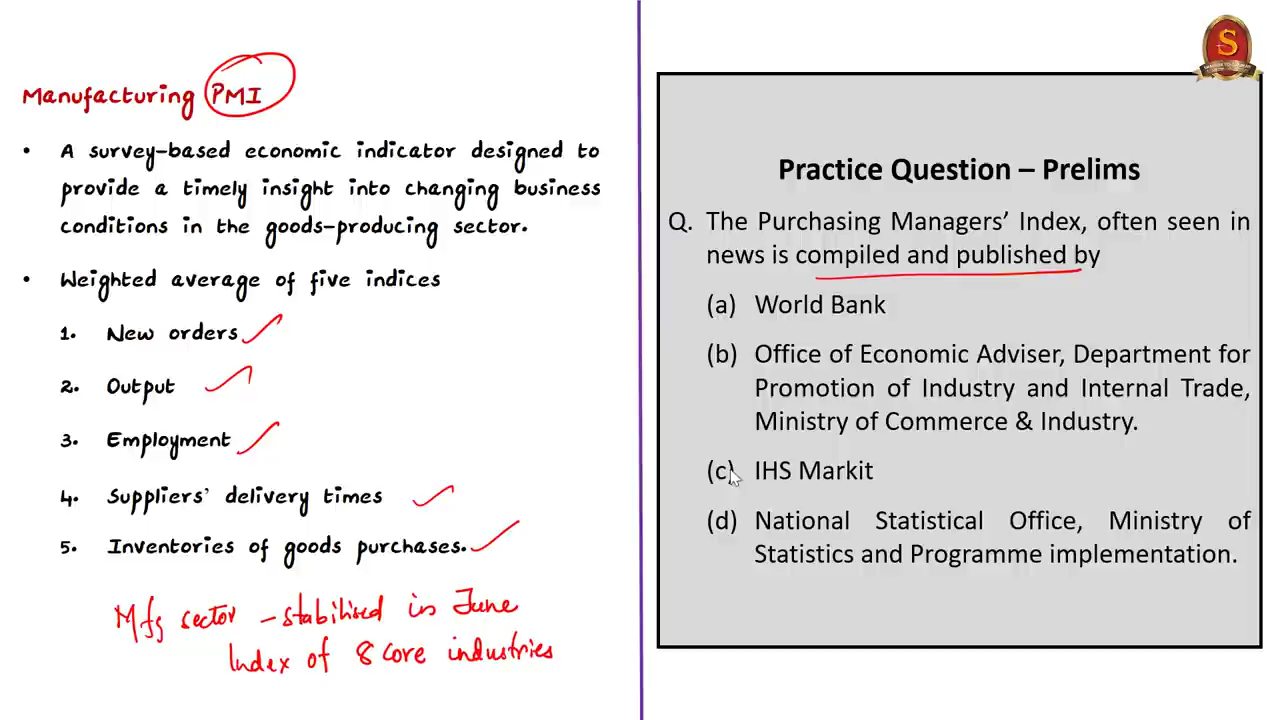 Manufacturing PMI
• A survey-based economic indicator designed to
provide a timely insight into changing business
conditions in the goods-producing sector.
• Weighted average of five indices
1. New orders
2. Output
3. Employment
4. Suppliers' delivery times
5. Inventories of goods purchases.
Mfg sector - stabilised in June
Index of 8 core industries
S
Practice Question – Prelims
Q. The Purchasing Managers' Index, often seen in
news is compiled and published by
(a) World Bank
(b) Office of Economic Adviser, Department for
Promotion of Industry and Internal Trade,
Ministry of Commerce & Industry.
(c) IHS Markit
(d) National Statistical Office, Ministry of
Statistics and Programme implementation.